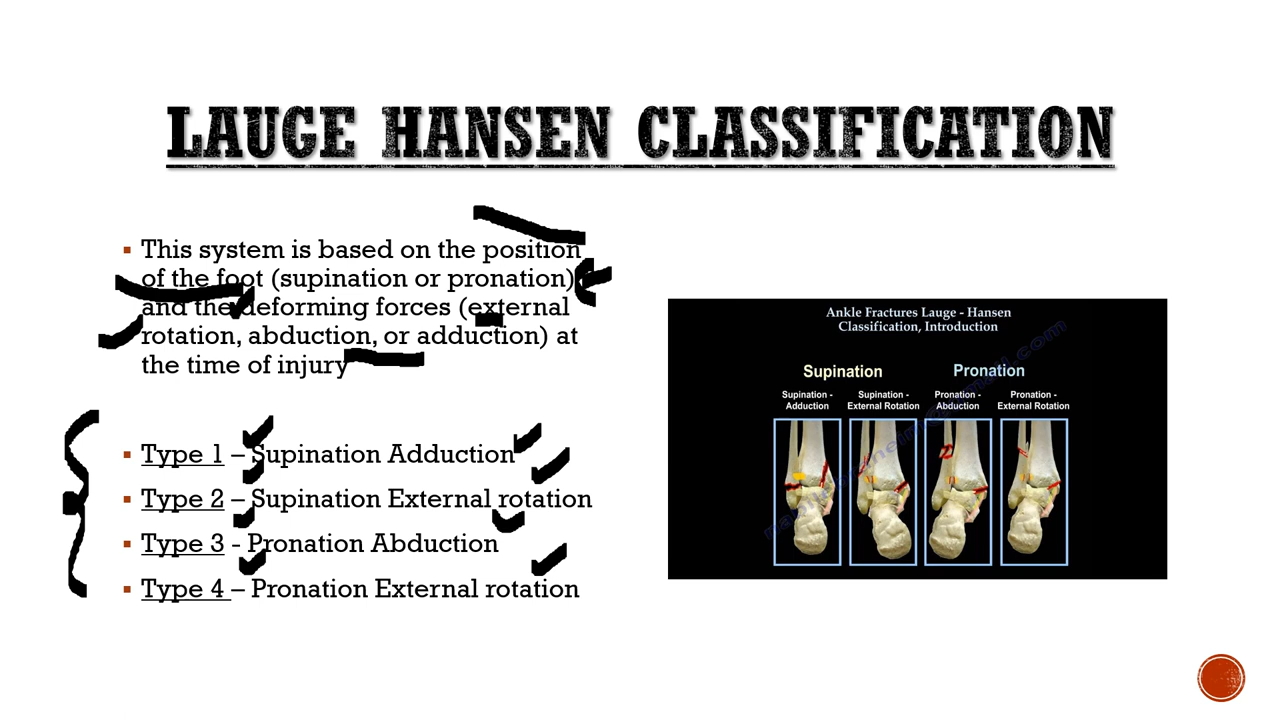 LAUGE HANSEN CLASSIFICATION
This system is based on the position
of the foot (supination or pronation)
and the deforming forces (external
rotation, abduction, or adduction) at
the time of injury
Type 1 – Supination Adduction
Type 2 – Supination External rotation
Type 3 - Pronation Abduction
Type 4 – Pronation External rotation
Ankle Fractures Lauge - Hansen
Classification, Introduction
Supination Pronation
Supination - Supination - Pronation - Pronation -
Adduction External Rotation Abduction External Rotation